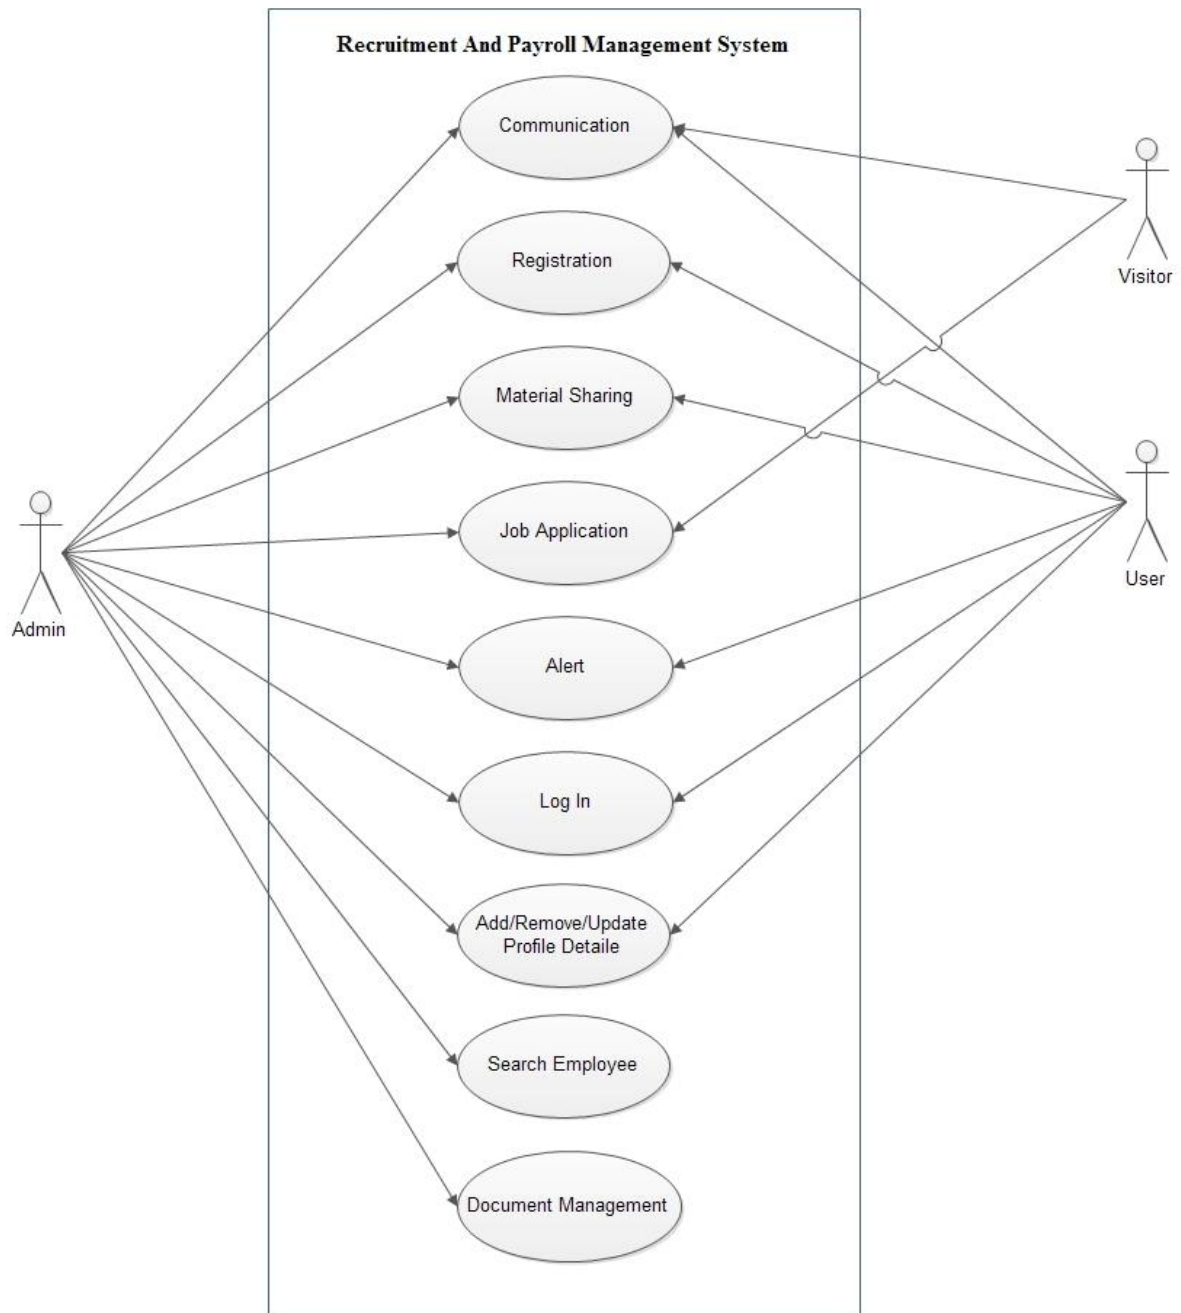 Recruitment And Payroll Management System
Communication
Registration
Material Sharing
Job Application
Alert
Log In
Add/Remove/Update
Profile Detaile
Search Employee
Document Management
Admin
Visitor
User